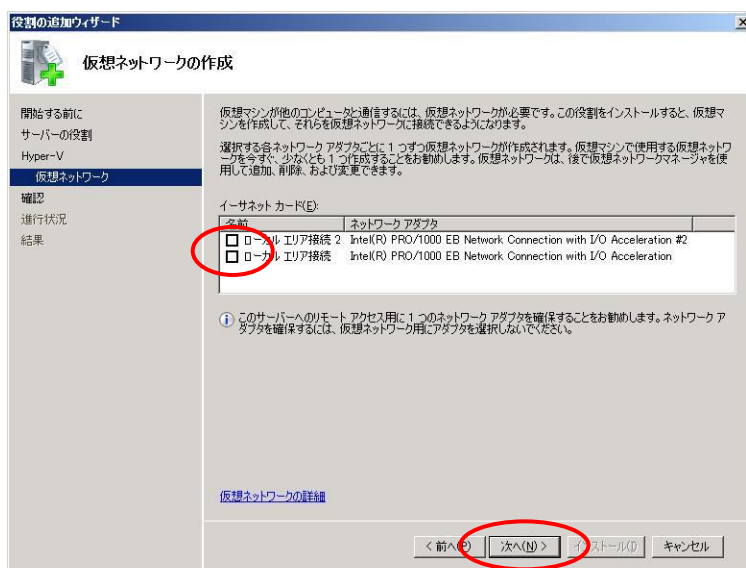 役割の追加ウィザード
仮想ネットワークの作成
開始する前に
サーバーの役割
Hyper-V
仮想ネットワーク
確認
進行状況
結果
仮想マシンが他のコンピュータと通信するには、仮想ネットワークが必要です。この役割をインストールすると、仮想マ
シンを作成して、それらを仮想ネットワークに接続できるようになります。
選択する各ネットワーク アダプタごとに 1 つずつ仮想ネットワークが作成されます。仮想マシンで使用する仮想ネットワ
ークを今すぐ、少なくとも 1 つ作成することをお勧めします。仮想ネットワークは、後で仮想ネットワークマネージャを使
用して追加、削除、および変更できます。
イーサネット カード(E):
名前 ネットワーク アダプタ
ローカル エリア接続 2 Intel(R) PRO/1000 EB Network Connection with I/O Acceleration #2
ローカル エリア接続 Intel(R) PRO/1000 EB Network Connection with I/O Acceleration
このサーバーへのリモート アクセス用に 1 つのネットワーク アダプタを確保することをお勧めします。ネットワーク ア
ダプタを確保するには、仮想ネットワーク用にアダプタを選択しないでください。
仮想ネットワークの詳細
< 前へ(P) 次へ(N) > インストール(I) キャンセル